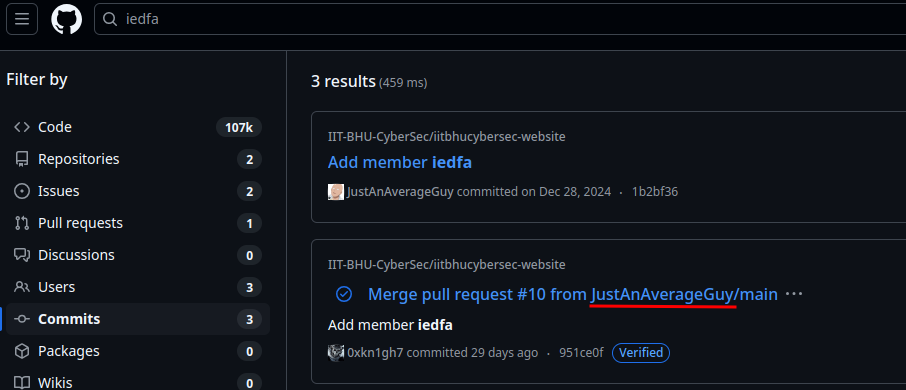 iedfa
Filter by
Code 107k
Repositories 2
Issues 2
Pull requests 1
Discussions 0
Users 3
Commits 3
Packages 0
Wikis 0
3 results (459 ms)
IIT-BHU-CyberSec/iitbhucybersec-website
Add member iedfa
JustAnAverageGuy committed on Dec 28, 2024 · 1b2bf36
IIT-BHU-CyberSec/iitbhucybersec-website
Merge pull request #10 from JustAnAverageGuy/main ···
Add member iedfa
0xkn1gh7 committed 29 days ago · 951ce0f Verified